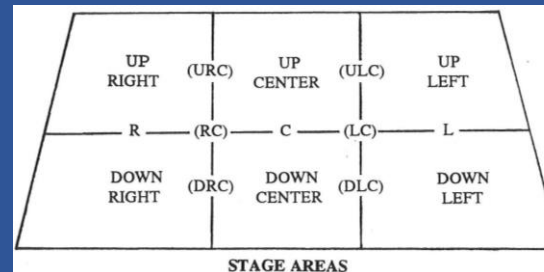 UP UP UP
RIGHT (URC) CENTER (ULC) LEFT
R (RC) C (LC) L
DOWN (DRC) DOWN (DLC) DOWN
RIGHT CENTER LEFT
STAGE AREAS